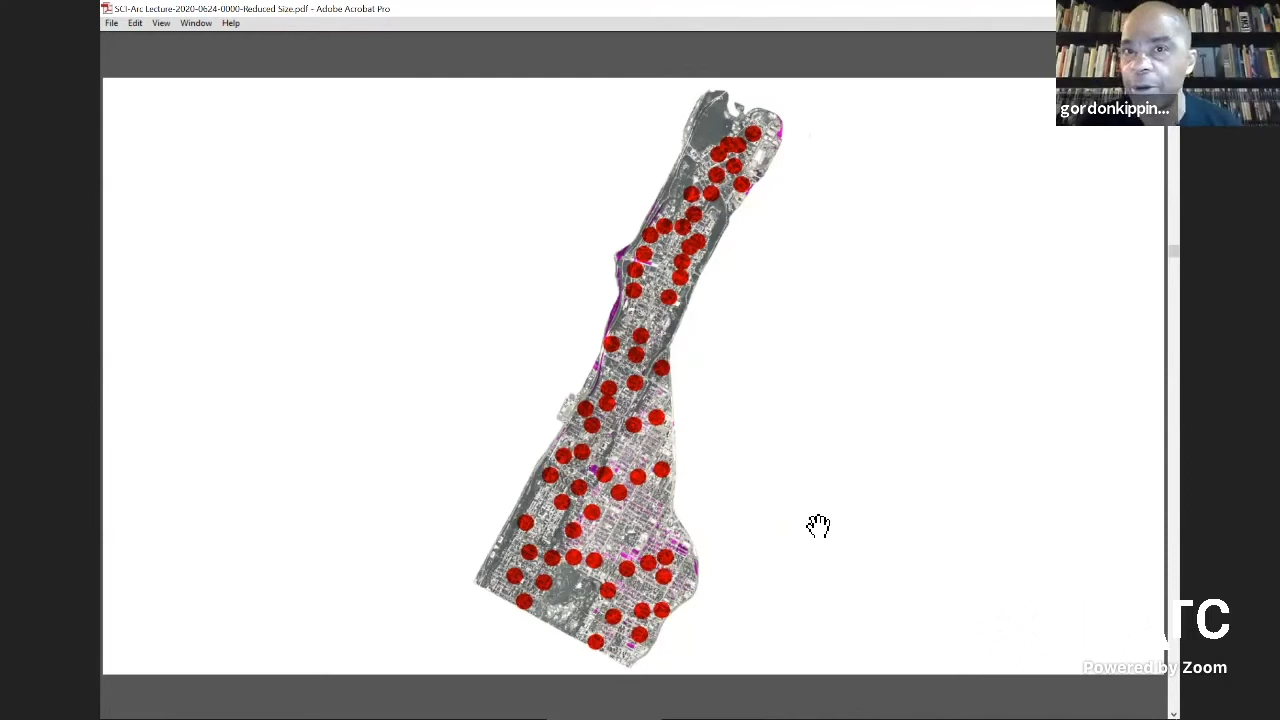 SCI-Arc Lecture-2020-0624-0000-Reduced Size.pdf - Adobe Acrobat Pro
File Edit View Window Help
gordonkippin...
Powered by Zoom